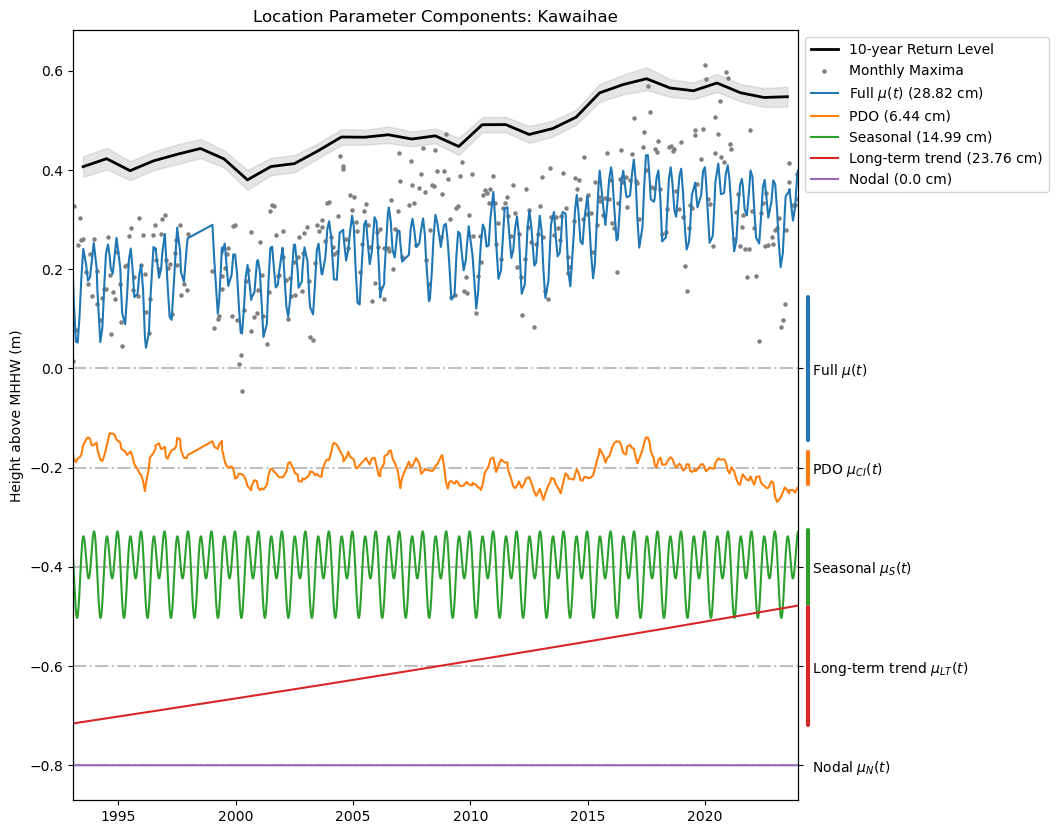 Location Parameter Components: Kawaihae
Height above MHHW (m)
0.6
0.4
0.2
0.0
−0.2
−0.4
−0.6
−0.8
1995
2000
2005
2010
2015
2020
10-year Return Level
Monthly Maxima
Full μ(t) (28.82 cm)
PDO (6.44 cm)
Seasonal (14.99 cm)
Long-term trend (23.76 cm)
Nodal (0.0 cm)
Full μ(t)
PDO μCI(t)
Seasonal μS(t)
Long-term trend μLT(t)
Nodal μN(t)